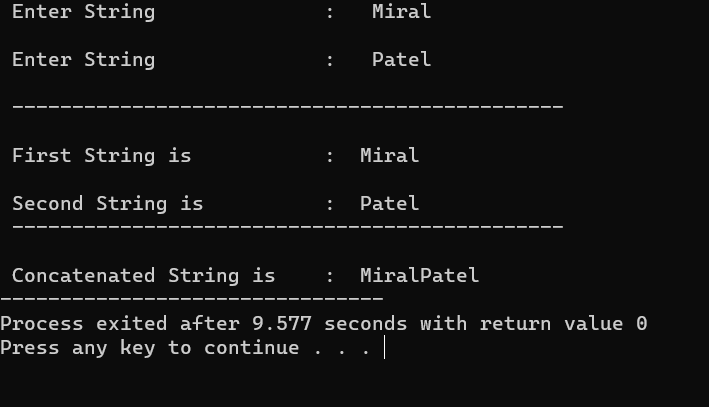 Enter String : Miral
Enter String : Patel
----------------------------------------------
First String is : Miral
Second String is : Patel
----------------------------------------------
Concatenated String is : MiralPatel
--------------------------------
Process exited after 9.577 seconds with return value 0
Press any key to continue . . .